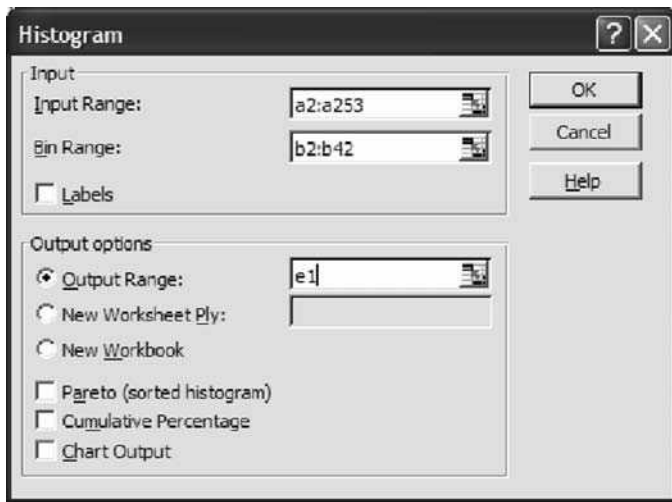 Histogram
Input
Input Range: a2:a253
Bin Range: b2:b42
Labels
OK
Cancel
Help
Output options
Output Range: e1
New Worksheet Ply:
New Workbook
Pareto (sorted histogram)
Cumulative Percentage
Chart Output